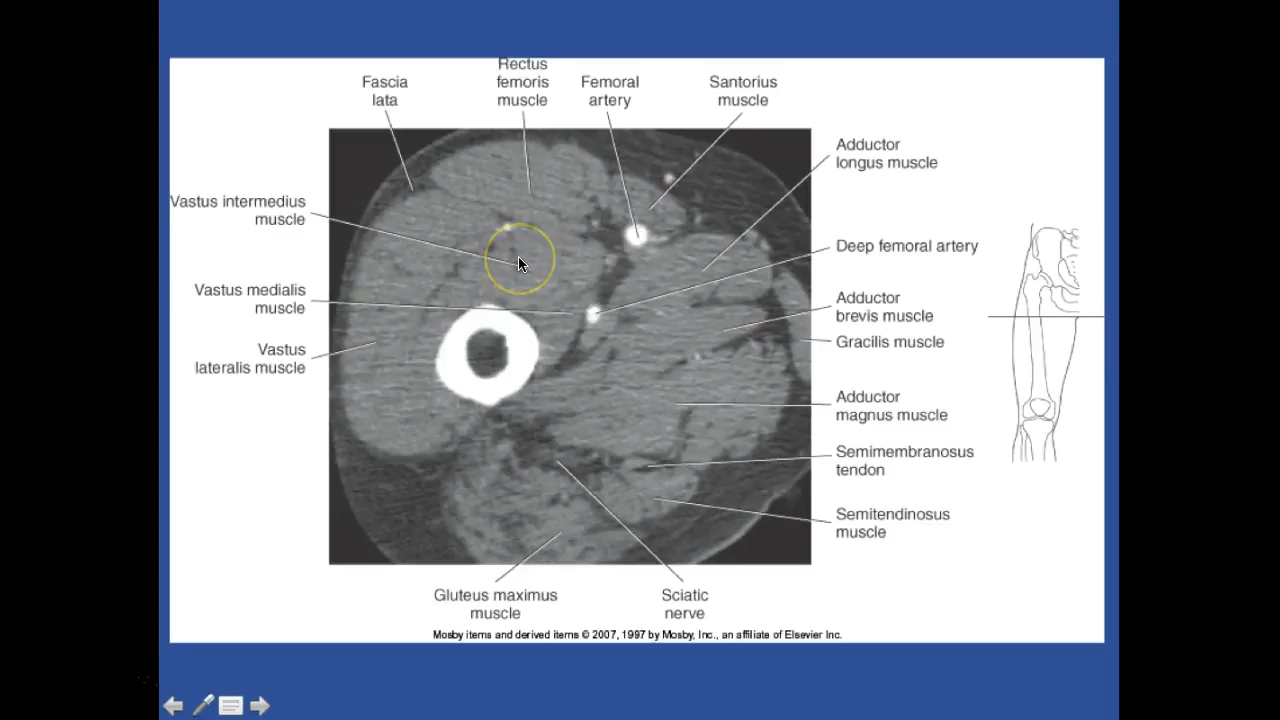 Rectus
femoris
muscle
Fascia
lata
Femoral
artery
Santorius
muscle
Adductor
longus muscle
Vastus intermedius
muscle
Deep femoral artery
Vastus medialis
muscle
Adductor
brevis muscle
Gracilis muscle
Vastus
lateralis muscle
Adductor
magnus muscle
Semimembranosus
tendon
Semitendinosus
muscle
Gluteus maximus
muscle
Sciatic
nerve
Mosby items and derived items © 2007, 1997 by Mosby, Inc., an affiliate of Elsevier Inc.